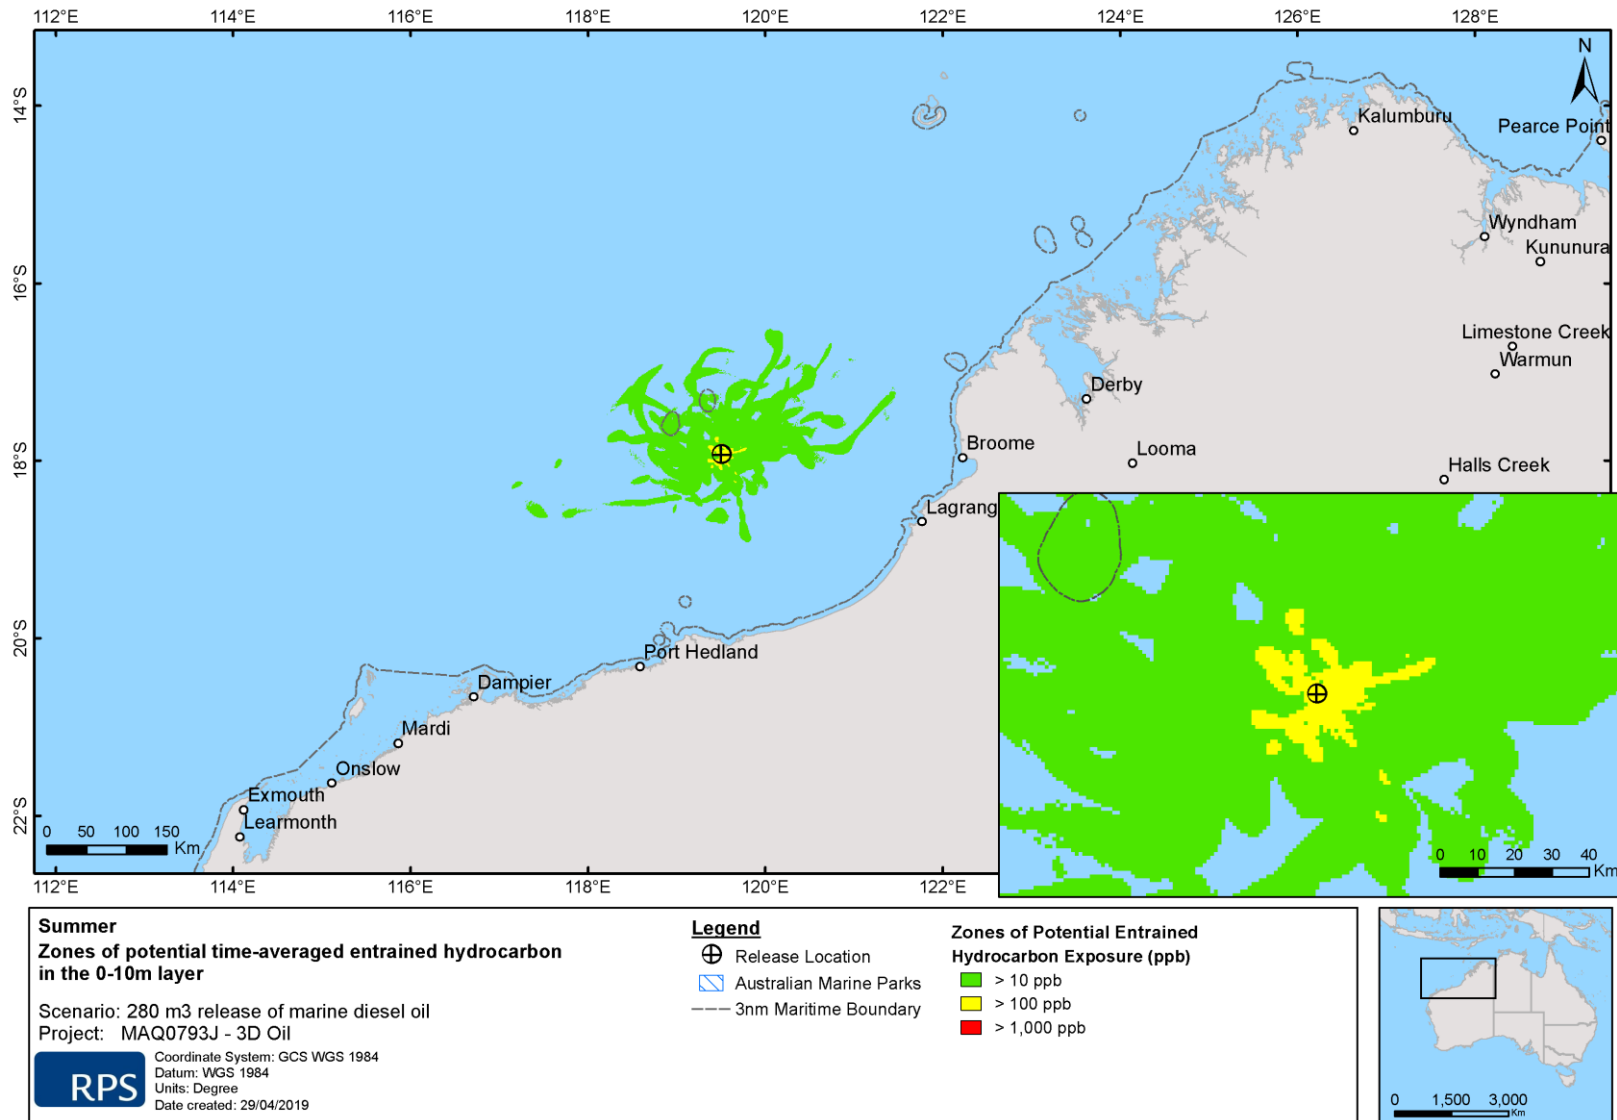 112°E 114°E 116°E 118°E 120°E 122°E 124°E 126°E 128°E
N
14°S
Kalumburu
Pearce Point
Wyndham
Kununura
16°S
Limestone Creek
Warmun
Derby
Broome
Looma
18°S
Halls Creek
Lagrang
20°S
Port Hedland
Dampier
Mardi
Onslow
Exmouth
Learmonth
22°S
0 50 100 150
Km
0 10 20 30 40
Km
112°E 114°E 116°E 118°E 120°E 122°E
Summer
Zones of potential time-averaged entrained hydrocarbon
in the 0-10m layer
Scenario: 280 m3 release of marine diesel oil
Project: MAQ0793J - 3D Oil
RPS
Coordinate System: GCS WGS 1984
Datum: WGS 1984
Units: Degree
Date created: 29/04/2019
Legend
Release Location
Australian Marine Parks
3nm Maritime Boundary
Zones of Potential Entrained
Hydrocarbon Exposure (ppb)
> 10 ppb
> 100 ppb
> 1,000 ppb
0 1,500 3,000
Km